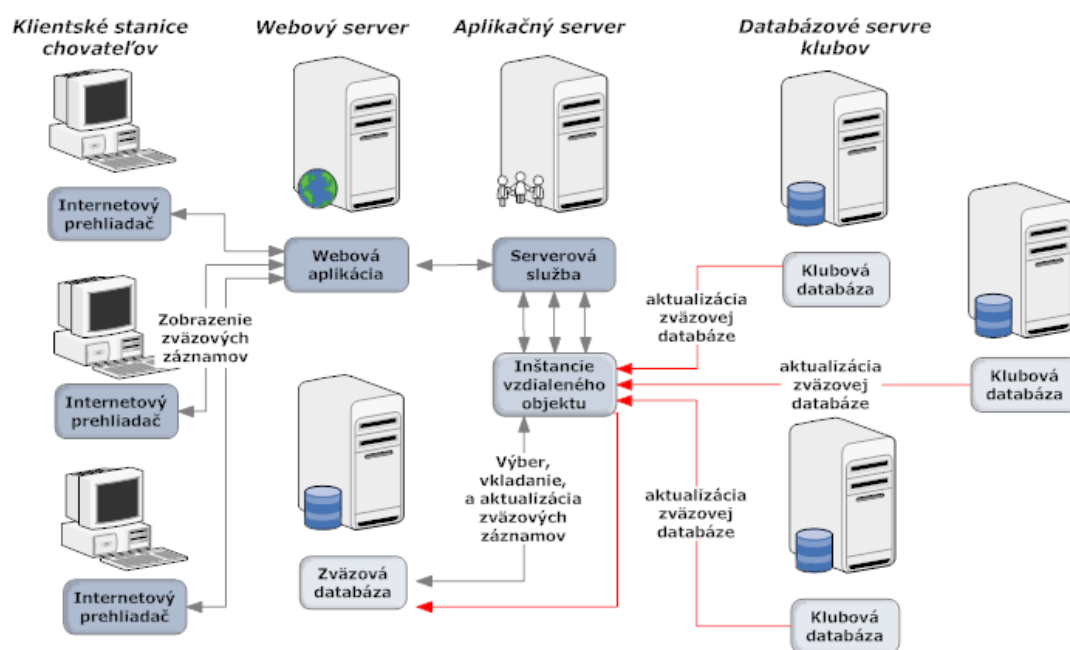 Klientské stanice
chovateľov
Webový server
Aplikačný server
Databázové servre
klubov
Internetový
prehliadač
Webová
aplikácia
Serverová
služba
Klubová
databáza
aktualizácia
zväzovej
databáze
Zobrazenie
zväzových
záznamov
Inštancie
vzdialeného
objektu
aktualizácia
zväzovej
databáze
Klubová
databáza
Internetový
prehliadač
Výber,
vkladanie,
a aktualizácia
zväzových
záznamov
aktualizácia
zväzovej
databáze
Zväzová
databáza
Internetový
prehliadač
Klubová
databáza